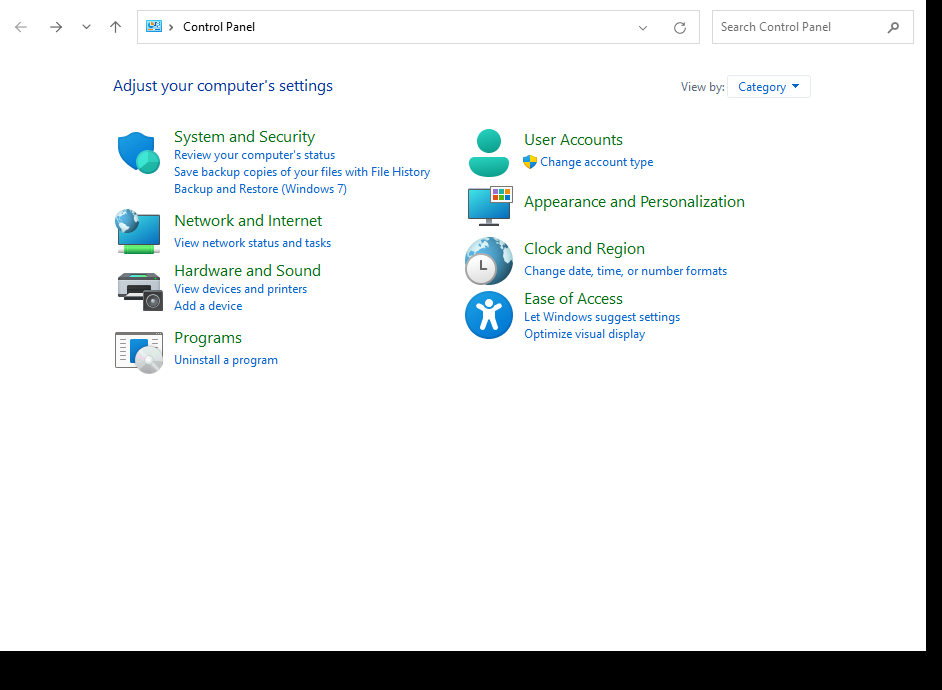 Control Panel
Search Control Panel
Adjust your computer's settings
View by:
Category
System and Security
Review your computer's status
Save backup copies of your files with File History
Backup and Restore (Windows 7)
Network and Internet
View network status and tasks
Hardware and Sound
View devices and printers
Add a device
Programs
Uninstall a program
User Accounts
Change account type
Appearance and Personalization
Clock and Region
Change date, time, or number formats
Ease of Access
Let Windows suggest settings
Optimize visual display